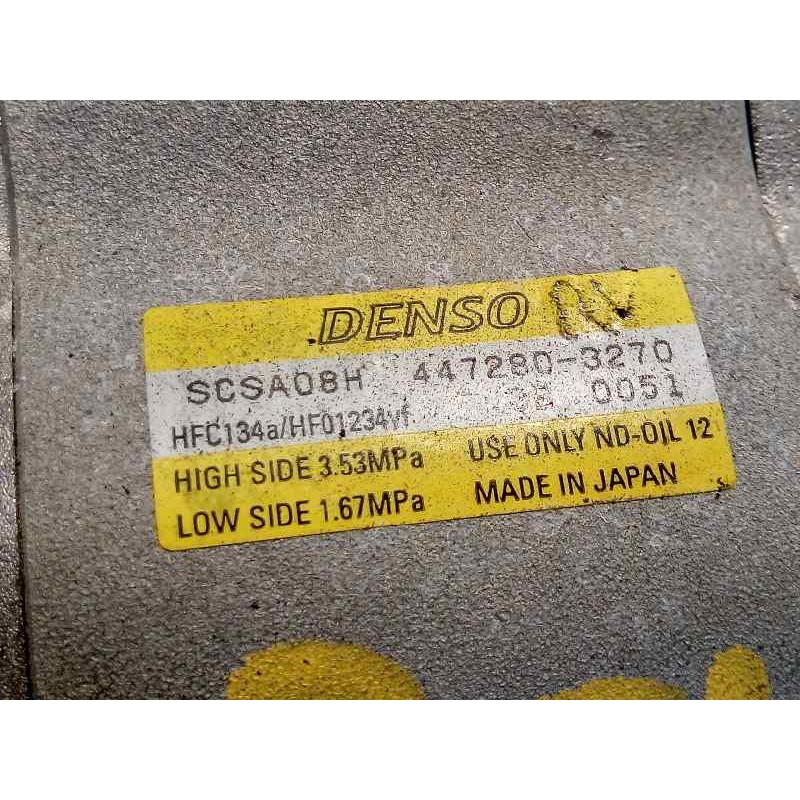 DENSO
SCSA08H 447280-3270
0051
HFC134a/HFO1234yf
HIGH SIDE 3.53MPa USE ONLY ND-OIL 12
LOW SIDE 1.67MPa MADE IN JAPAN